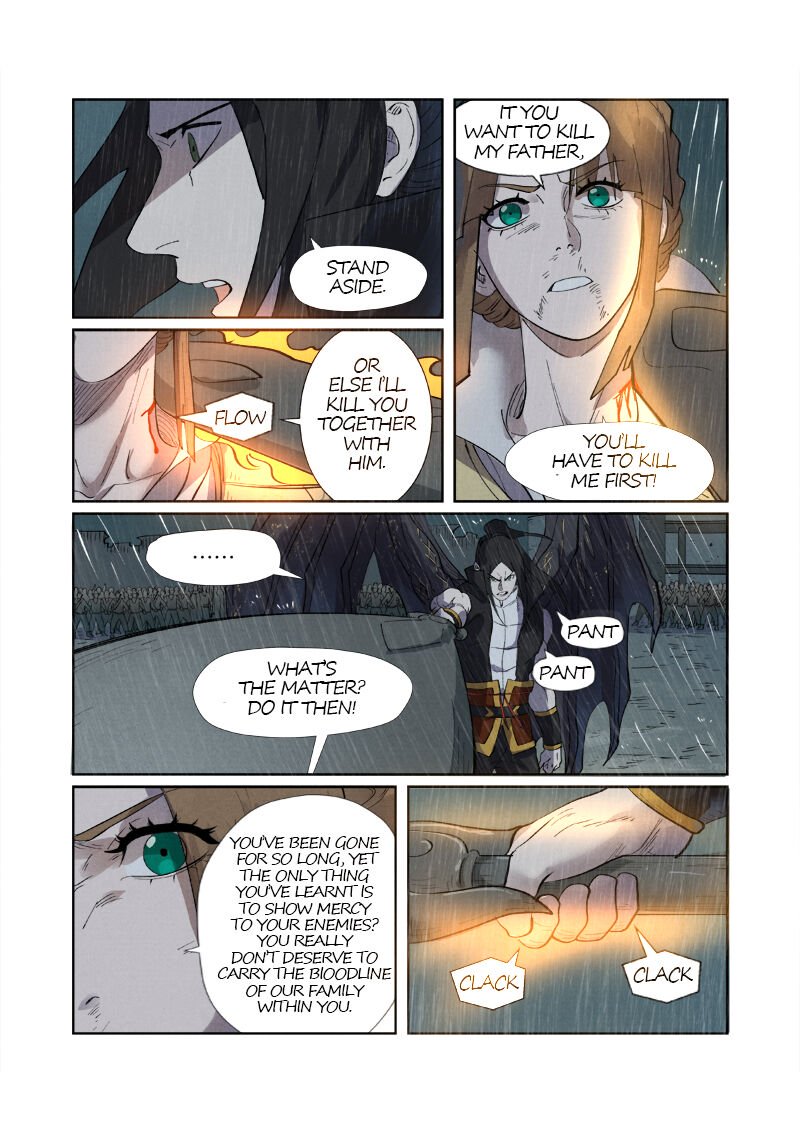 STAND
ASIDE.
IT YOU
WANT TO KILL
MY FATHER,
FLOW
OR
ELSE I'LL
KILL YOU
TOGETHER
WITH
HIM.
YOU'LL
HAVE TO KILL
ME FIRST!
......
PANT
PANT
WHAT'S
THE MATTER?
DO IT THEN!
YOU'VE BEEN GONE
FOR SO LONG, YET
THE ONLY THING
YOU'VE LEARNT IS
TO SHOW MERCY
TO YOUR ENEMIES?
YOU REALLY
DON'T DESERVE TO
CARRY THE BLOODLINE
OF OUR FAMILY
WITHIN YOU.
CLACK
CLACK